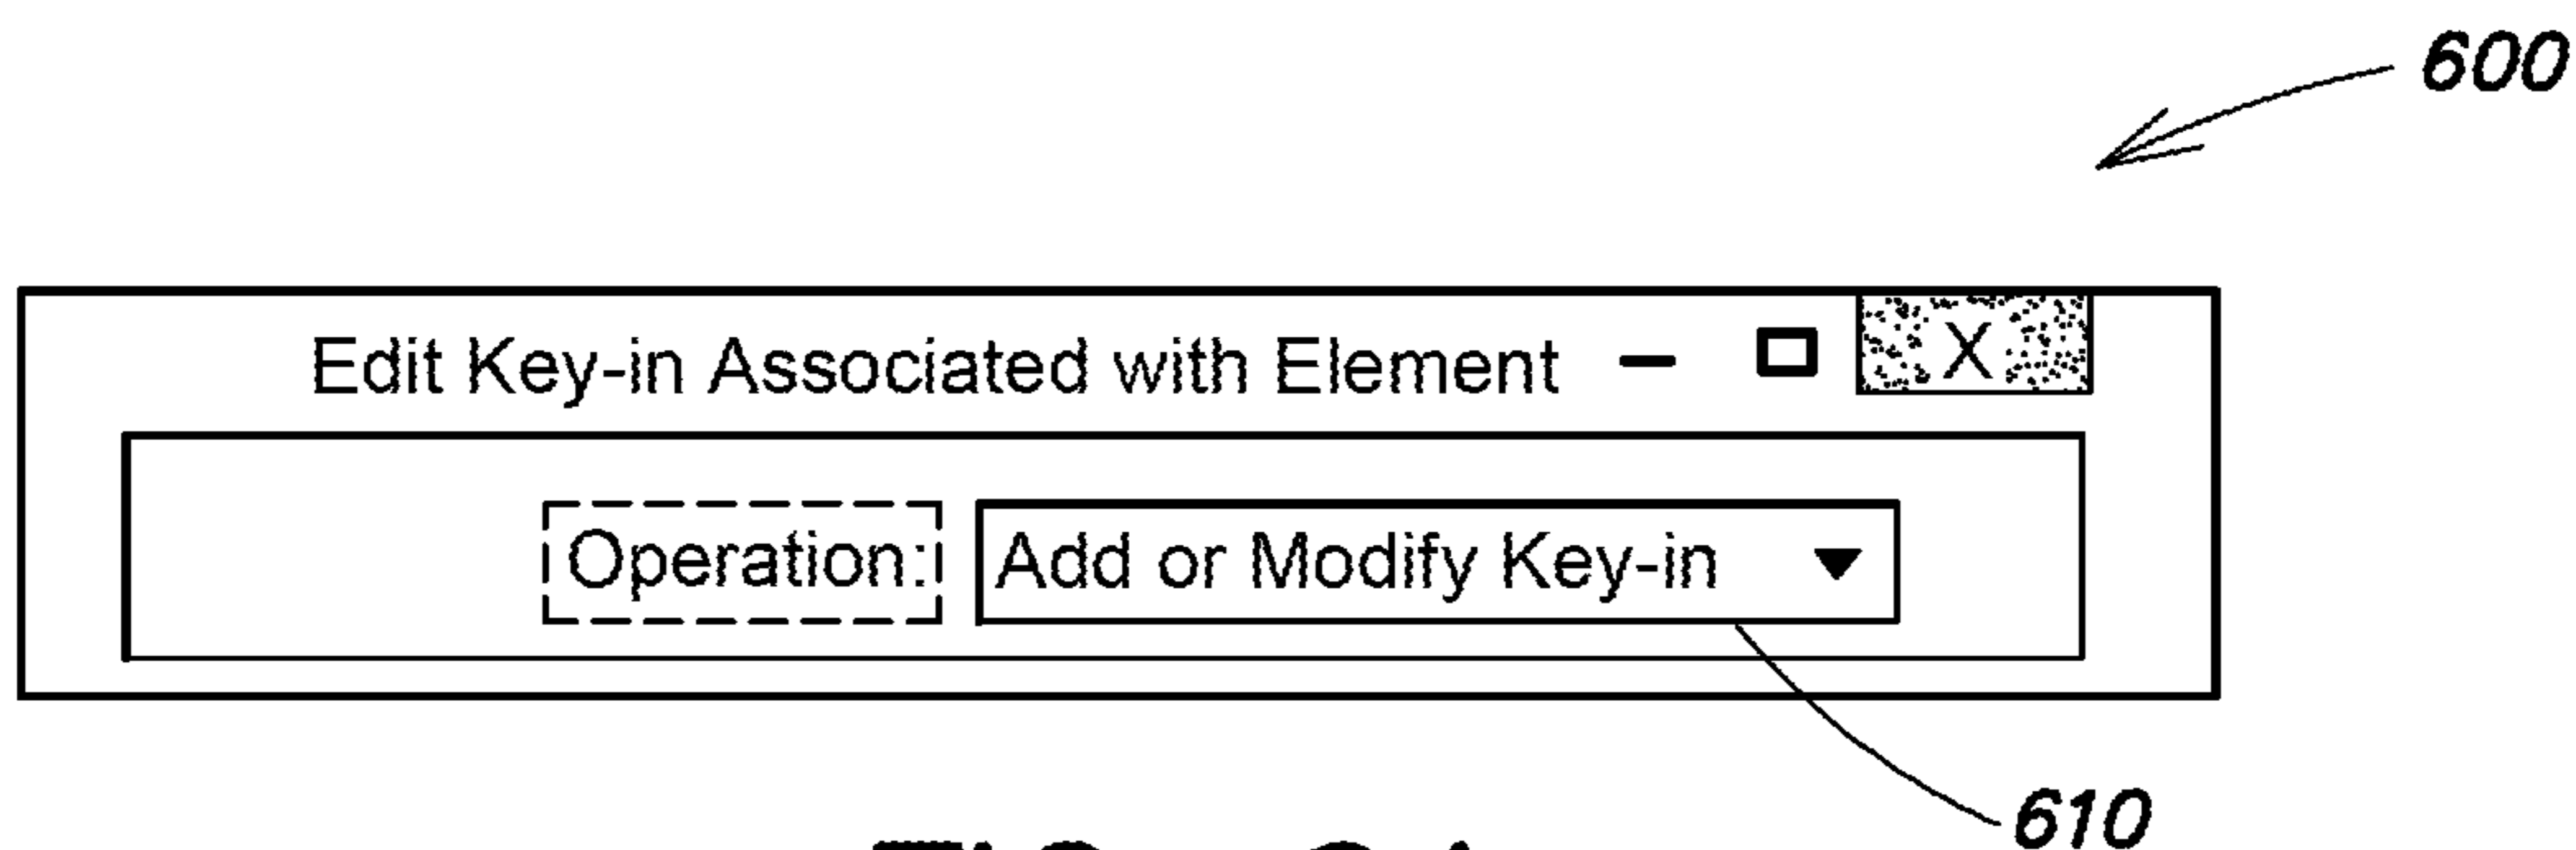 600
Edit Key-in Associated with Element X
Operation: Add or Modify Key-in
610